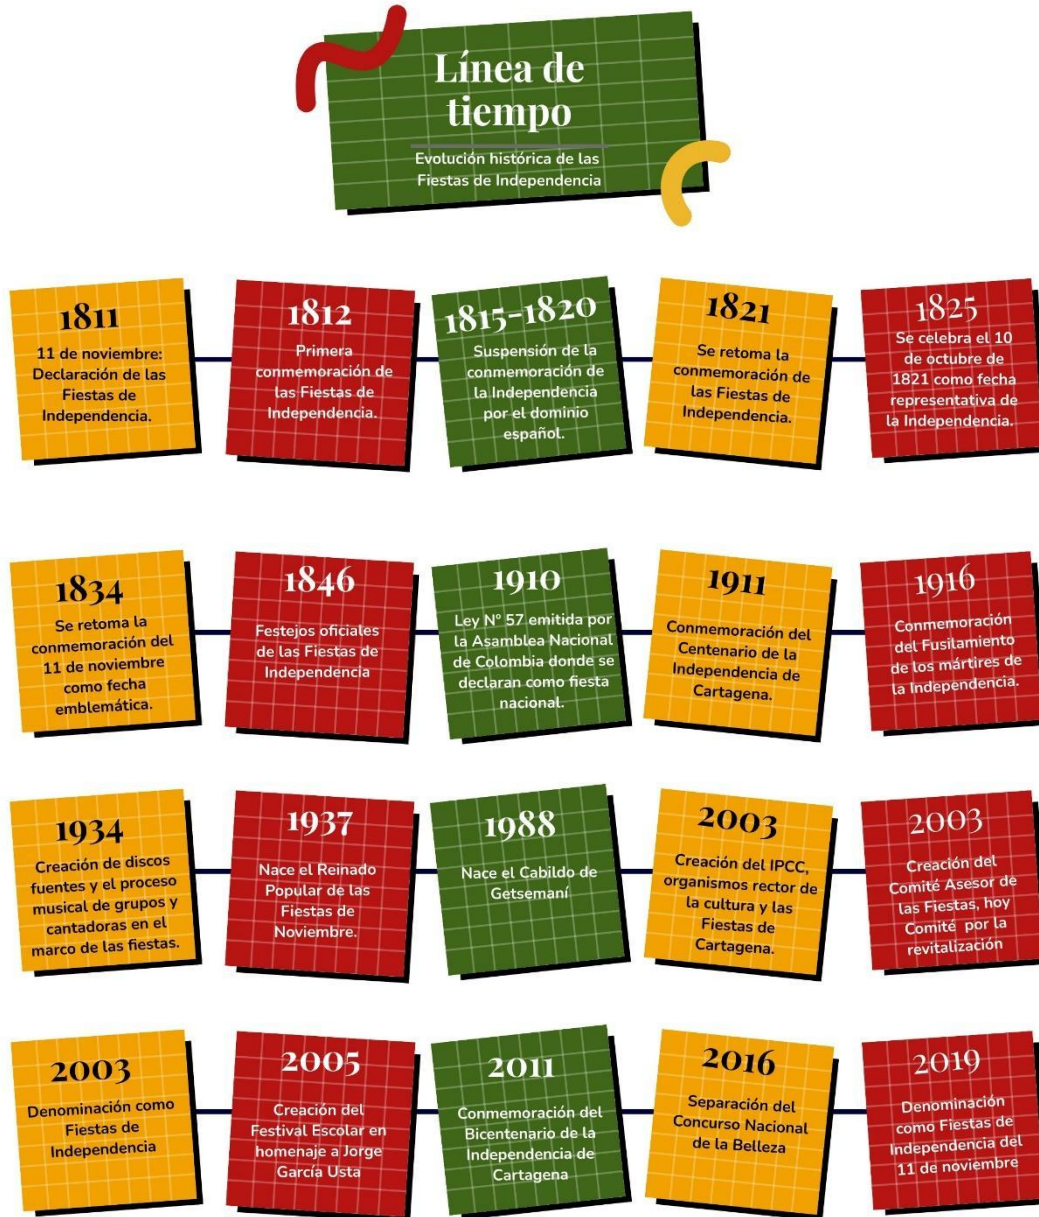 Línea de
tiempo
Evolución histórica de las
Fiestas de Independencia
1811
11 de noviembre:
Declaración de las
Fiestas de
Independencia.
1812
Primera
conmemoración de
las Fiestas de
Independencia.
1815-1820
Suspensión de la
conmemoración de
la Independencia
por el dominio
español.
1821
Se retoma la
conmemoración de
las Fiestas de
Independencia.
1825
Se celebra el 10
de octubre de
1821 como fecha
representativa de
la Independencia.
1834
Se retoma la
conmemoración del
11 de noviembre
como fecha
emblemática.
1846
Festejos oficiales
de las Fiestas de
Independencia
1910
Ley Nº 57 emitida por
la Asamblea Nacional
de Colombia donde se
declaran como fiesta
nacional.
1911
Conmemoración del
Centenario de la
Independencia de
Cartagena.
1916
Conmemoración
del Fusilamiento
de los mártires de
la Independencia.
1934
Creación de discos
fuentes y el proceso
musical de grupos y
cantadoras en el
marco de las fiestas.
1937
Nace el Reinado
Popular de las
Fiestas de
Noviembre.
1988
Nace el Cabildo de
Getsemaní
2003
Creación del IPCC,
organismos rector de
la cultura y las
Fiestas de
Cartagena.
2003
Creación del
Comité Asesor de
las Fiestas, hoy
Comité por la
revitalización
2003
Denominación como
Fiestas de
Independencia
2005
Creación del
Festival Escolar en
homenaje a Jorge
García Usta
2011
Conmemoración del
Bicentenario de la
Independencia de
Cartagena
2016
Separación del
Concurso Nacional
de la Belleza
2019
Denominación
como Fiestas de
Independencia del
11 de noviembre